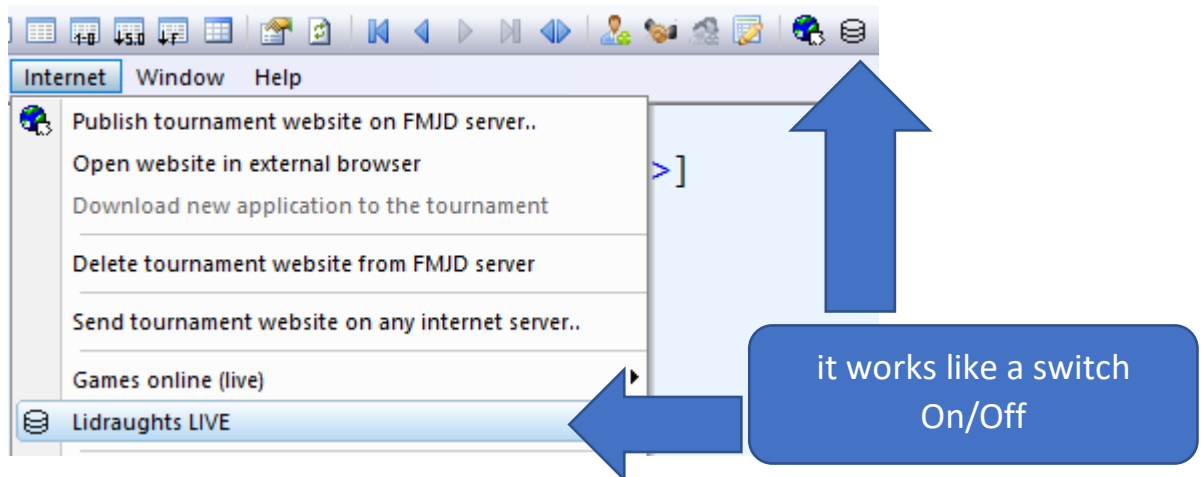 Internet Window Help
Publish tournament website on FMJD server..
Open website in external browser
>]
Download new application to the tournament
Delete tournament website from FMJD server
Send tournament website on any internet server..
Games online (live)
Lidraughts LIVE
it works like a switch
On/Off